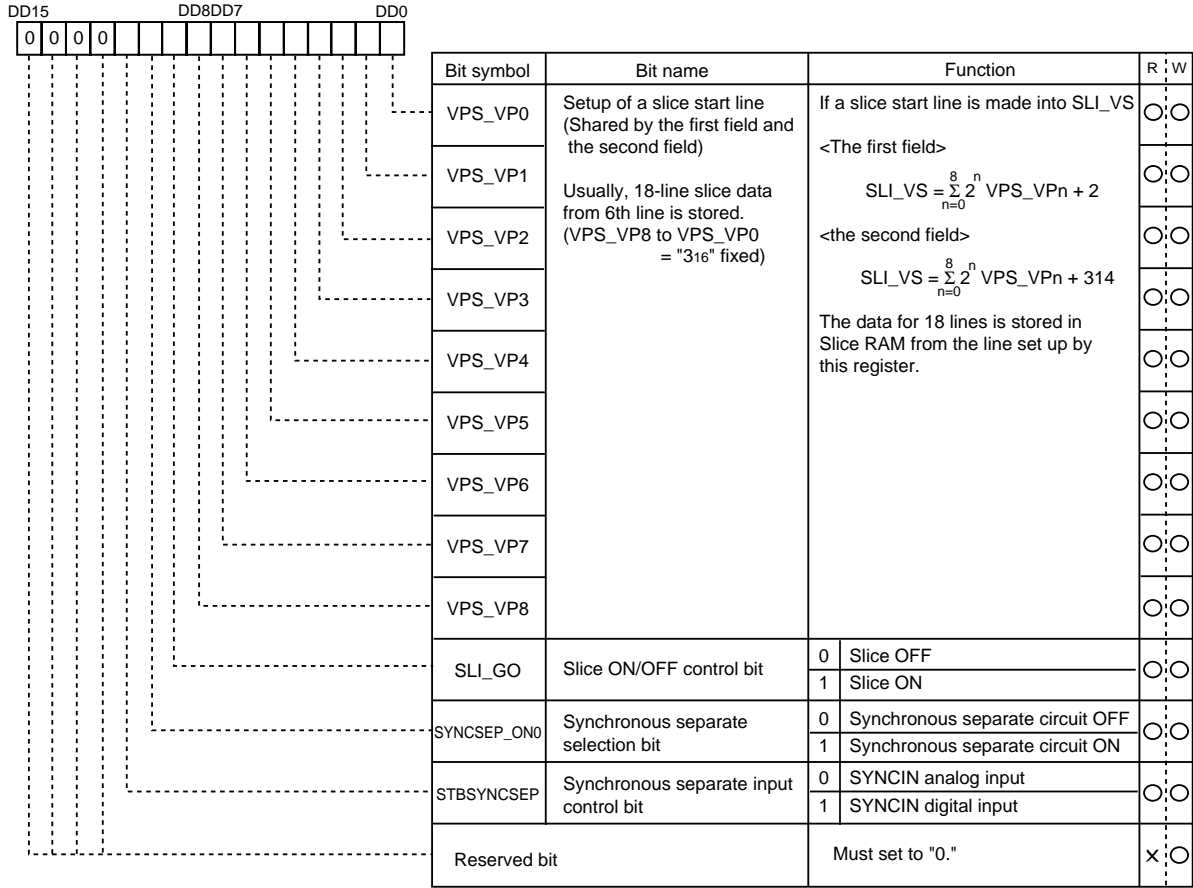 DD15 DD8DD7 DD0
0 0 0 0
Bit symbol Bit name Function R W
VPS_VP0
Setup of a slice start line
(Shared by the first field and
the second field)
Usually, 18-line slice data
from 6th line is stored.
(VPS_VP8 to VPS_VP0
= "316" fixed)
If a slice start line is made into SLI_VS
<The first field>
SLI_VS = 8 Σ n=0 2n VPS_VPn + 2
<the second field>
SLI_VS = 8 Σ n=0 2n VPS_VPn + 314
The data for 18 lines is stored in
Slice RAM from the line set up by
this register.
VPS_VP1
VPS_VP2
VPS_VP3
VPS_VP4
VPS_VP5
VPS_VP6
VPS_VP7
VPS_VP8
SLI_GO
Slice ON/OFF control bit
0 Slice OFF
1 Slice ON
SYNCSEP_ON0
Synchronous separate
selection bit
0 Synchronous separate circuit OFF
1 Synchronous separate circuit ON
STBSYNCSEP
Synchronous separate input
control bit
0 SYNCIN analog input
1 SYNCIN digital input
Reserved bit
Must set to "0."
×